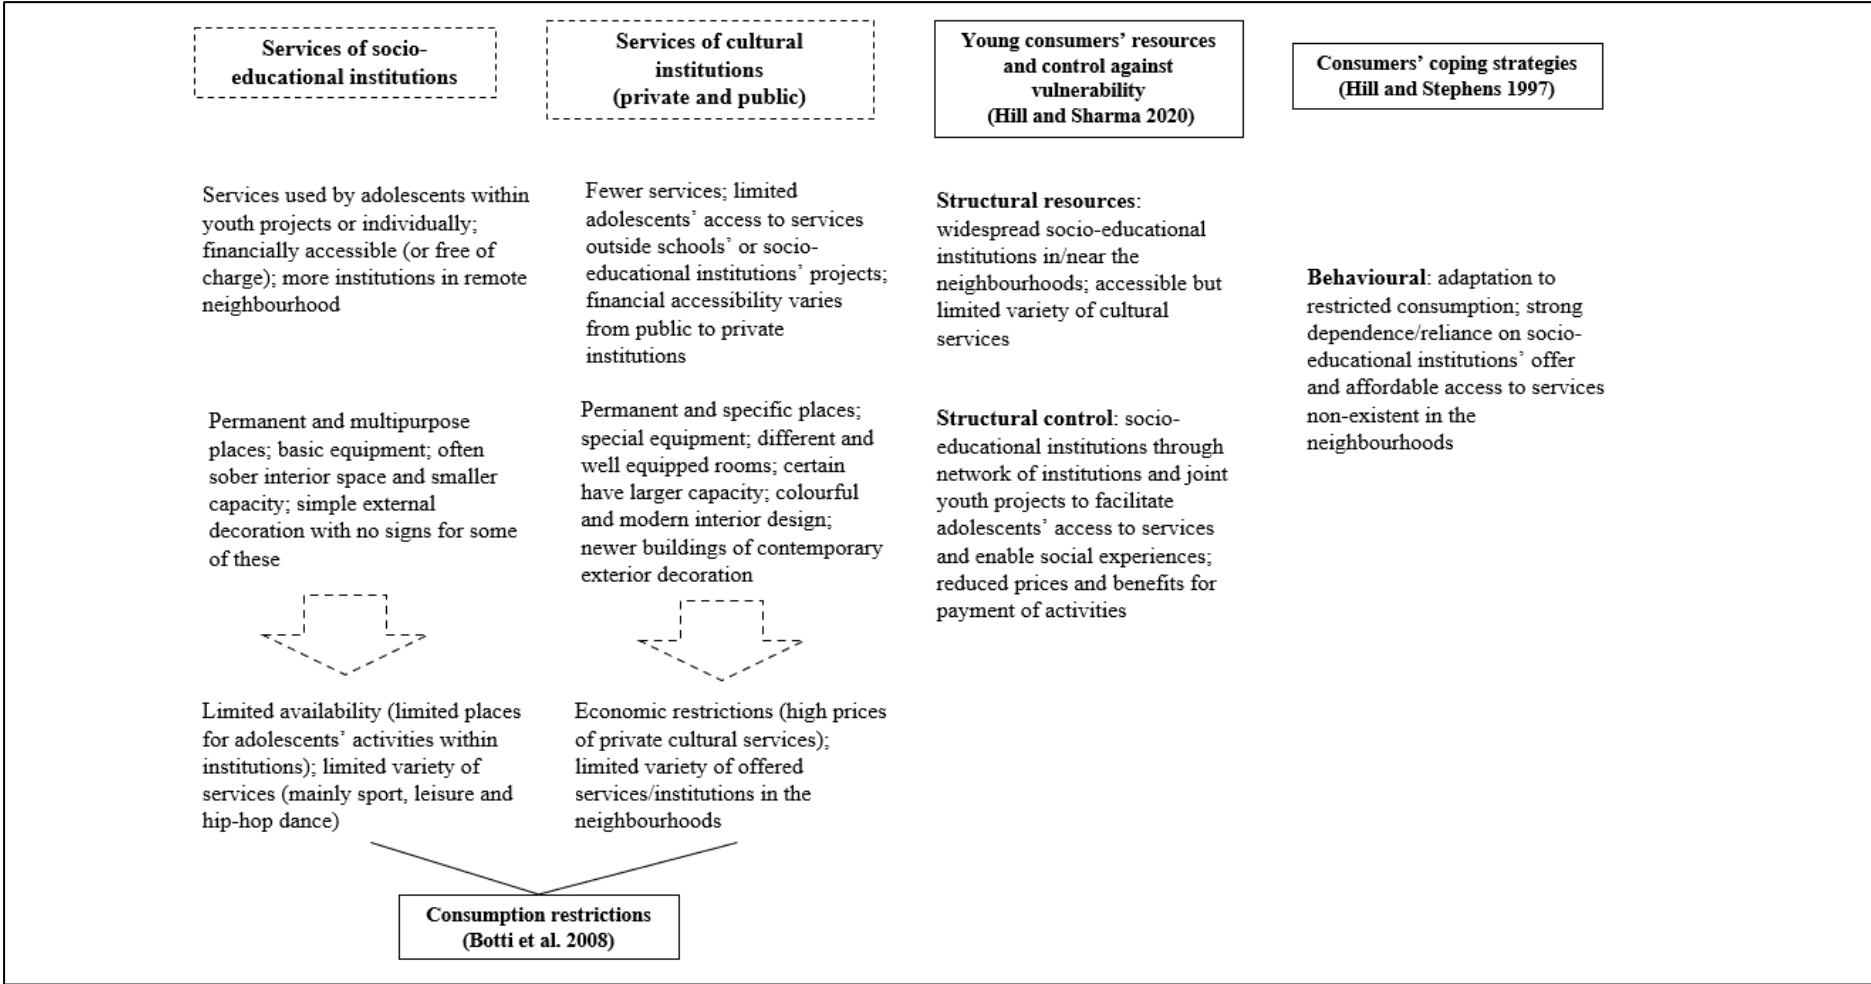 Services of socio-
educational institutions
Services of cultural
institutions
(private and public)
Young consumers’ resources
and control against
vulnerability
(Hill and Sharma 2020)
Consumers’ coping strategies
(Hill and Stephens 1997)
Services used by adolescents within
youth projects or individually;
financially accessible (or free of
charge); more institutions in remote
neighbourhood
Fewer services; limited
adolescents’ access to services
outside schools’ or socio-
educational institutions’ projects;
financial accessibility varies
from public to private
institutions
Structural resources:
widespread socio-educational
institutions in/near the
neighbourhoods; accessible but
limited variety of cultural
services
Behavioural: adaptation to
restricted consumption; strong
dependence/reliance on socio-
educational institutions’ offer
and affordable access to services
non-existent in the
neighbourhoods
Permanent and multipurpose
places; basic equipment; often
sober interior space and smaller
capacity; simple external
decoration with no signs for some
of these
Permanent and specific places;
special equipment; different and
well equipped rooms; certain
have larger capacity; colourful
and modern interior design;
newer buildings of contemporary
exterior decoration
Structural control: socio-
educational institutions through
network of institutions and joint
youth projects to facilitate
adolescents’ access to services
and enable social experiences;
reduced prices and benefits for
payment of activities
Limited availability (limited places
for adolescents’ activities within
institutions); limited variety of
services (mainly sport, leisure and
hip-hop dance)
Economic restrictions (high prices
of private cultural services);
limited variety of offered
services/institutions in the
neighbourhoods
Consumption restrictions
(Botti et al. 2008)